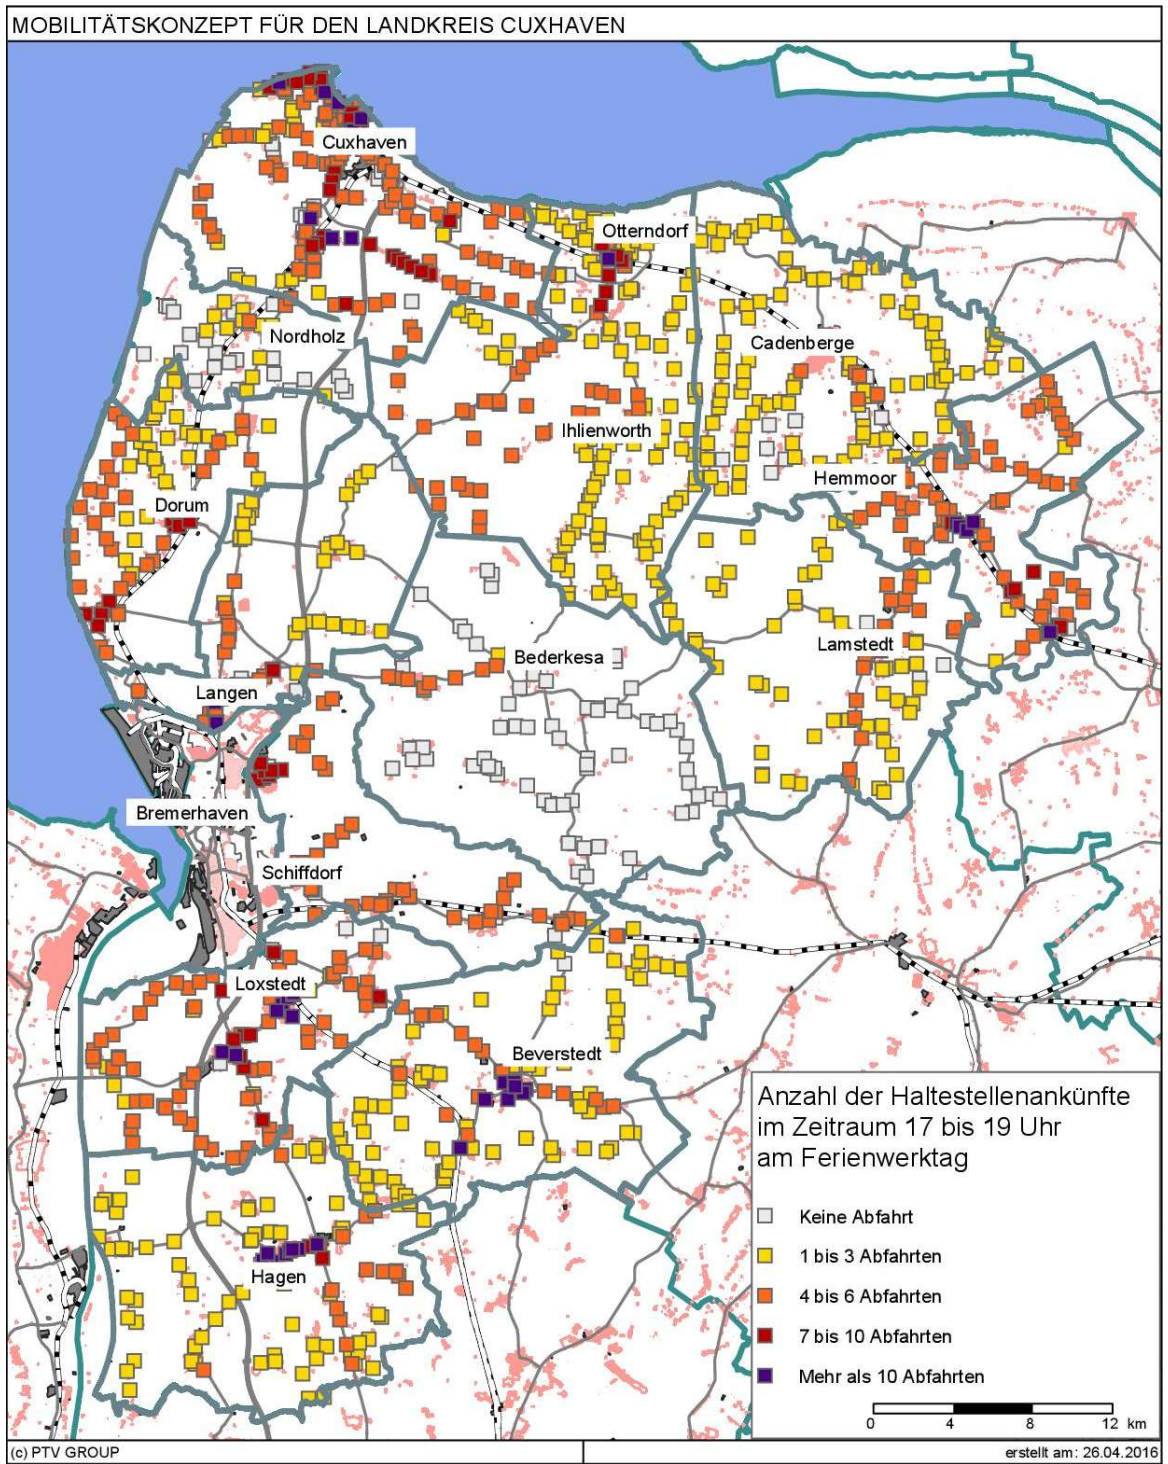 MOBILITÄTSKONZEPT FÜR DEN LANDKREIS CUXHAVEN
Cuxhaven
Otterndorf
Nordholz
Cadenberge
Ihlienworth
Hemmoor
Dorum
Lamstedt
Bederkesa
Langen
Bremerhaven
Schiffdorf
Loxstedt
Beverstedt
Hagen
Anzahl der Haltestellenankünfte
im Zeitraum 17 bis 19 Uhr
am Ferienwerktag
Keine Abfahrt
1 bis 3 Abfahrten
4 bis 6 Abfahrten
7 bis 10 Abfahrten
Mehr als 10 Abfahrten
0 4 8 12 km
(c) PTV GROUP
erstellt am: 26.04.2016